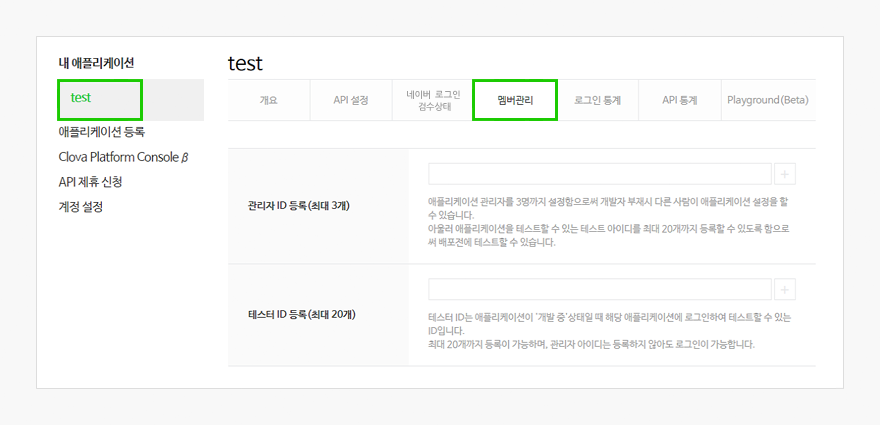 내 애플리케이션
test
애플리케이션 등록
Clova Platform Console β
API 제휴 신청
계정 설정
test
개요
API 설정
네이버 로그인
검수상태
멤버관리
로그인 통계
API 통계
Playground(Beta)
관리자 ID 등록(최대 3개)
애플리케이션 관리자를 3명까지 설정함으로써 개발자 부재시 다른 사람이 애플리케이션 설정을 할
수 있습니다.
아울러 애플리케이션을 테스트할 수 있는 테스트 아이디를 최대 20개까지 등록할 수 있도록 함으로
써 배포전에 테스트할 수 있습니다.
테스터 ID 등록(최대 20개)
테스터 ID는 애플리케이션이 '개발 중'상태일 때 해당 애플리케이션에 로그인하여 테스트할 수 있는
ID입니다.
최대 20개까지 등록이 가능하며, 관리자 아이디는 등록하지 않아도 로그인이 가능합니다.